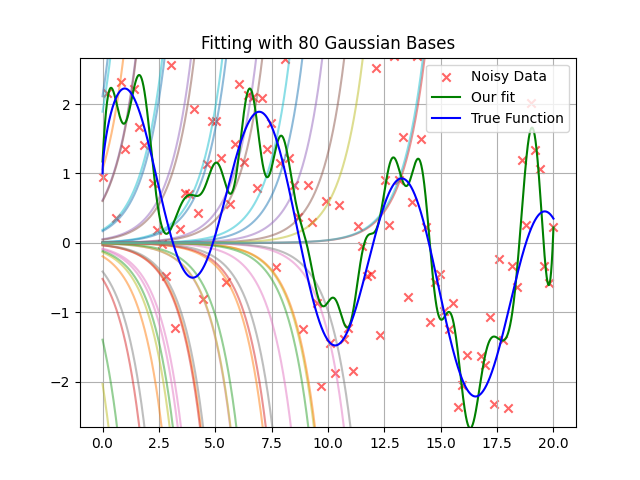 Fitting with 80 Gaussian Bases
Noisy Data
Our fit
True Function
2
1
0
−1
−2
0.0 2.5 5.0 7.5 10.0 12.5 15.0 17.5 20.0